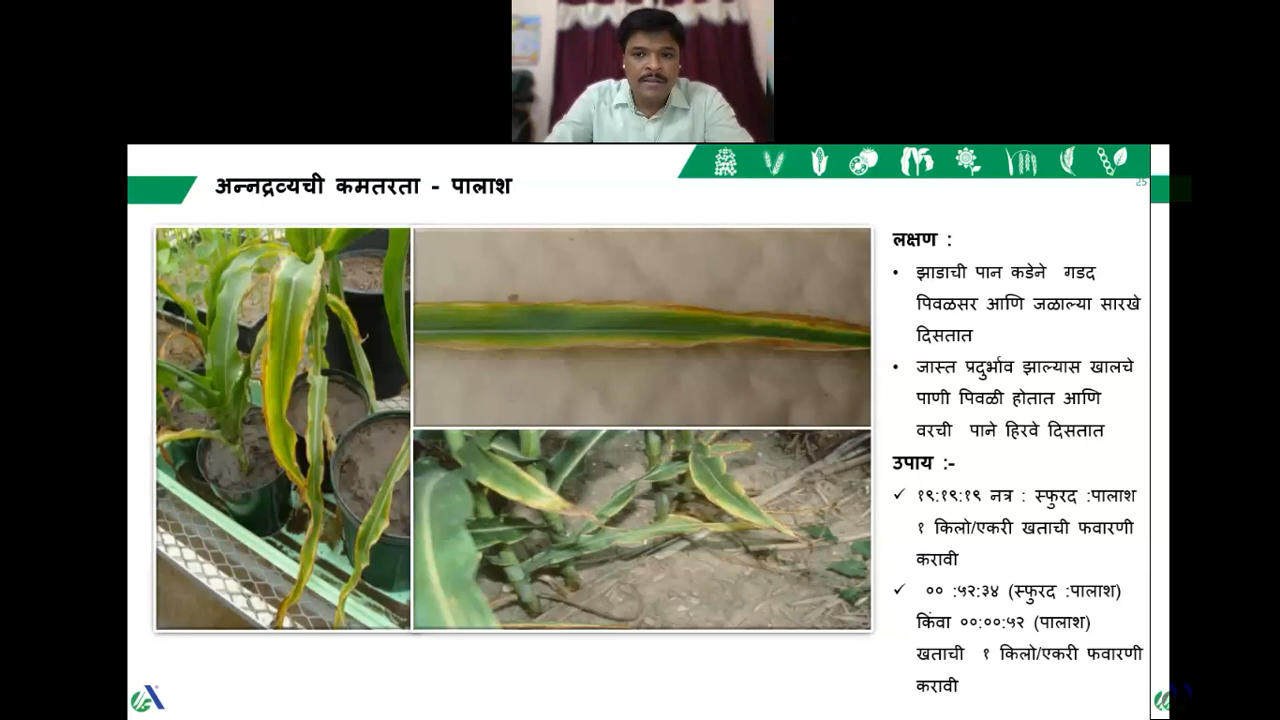 अन्नद्रव्यची कमतरता - पालाश
25
लक्षण :
• झाडाची पान कडेने गडद
पिवळसर आणि जळाल्या सारखे
दिसतात
• जास्त प्रदुर्भाव झाल्यास खालचे
पाणी पिवळी होतात आणि
वरची पाने हिरवे दिसतात
उपाय :-
✓ १९:१९:१९ नत्र : स्फुरद :पालाश
१ किलो/एकरी खताची फवारणी
करावी
✓ ०० :५२:३४ (स्फुरद :पालाश)
किंवा ००:००:५२ (पालाश)
खताची १ किलो/एकरी फवारणी
करावी